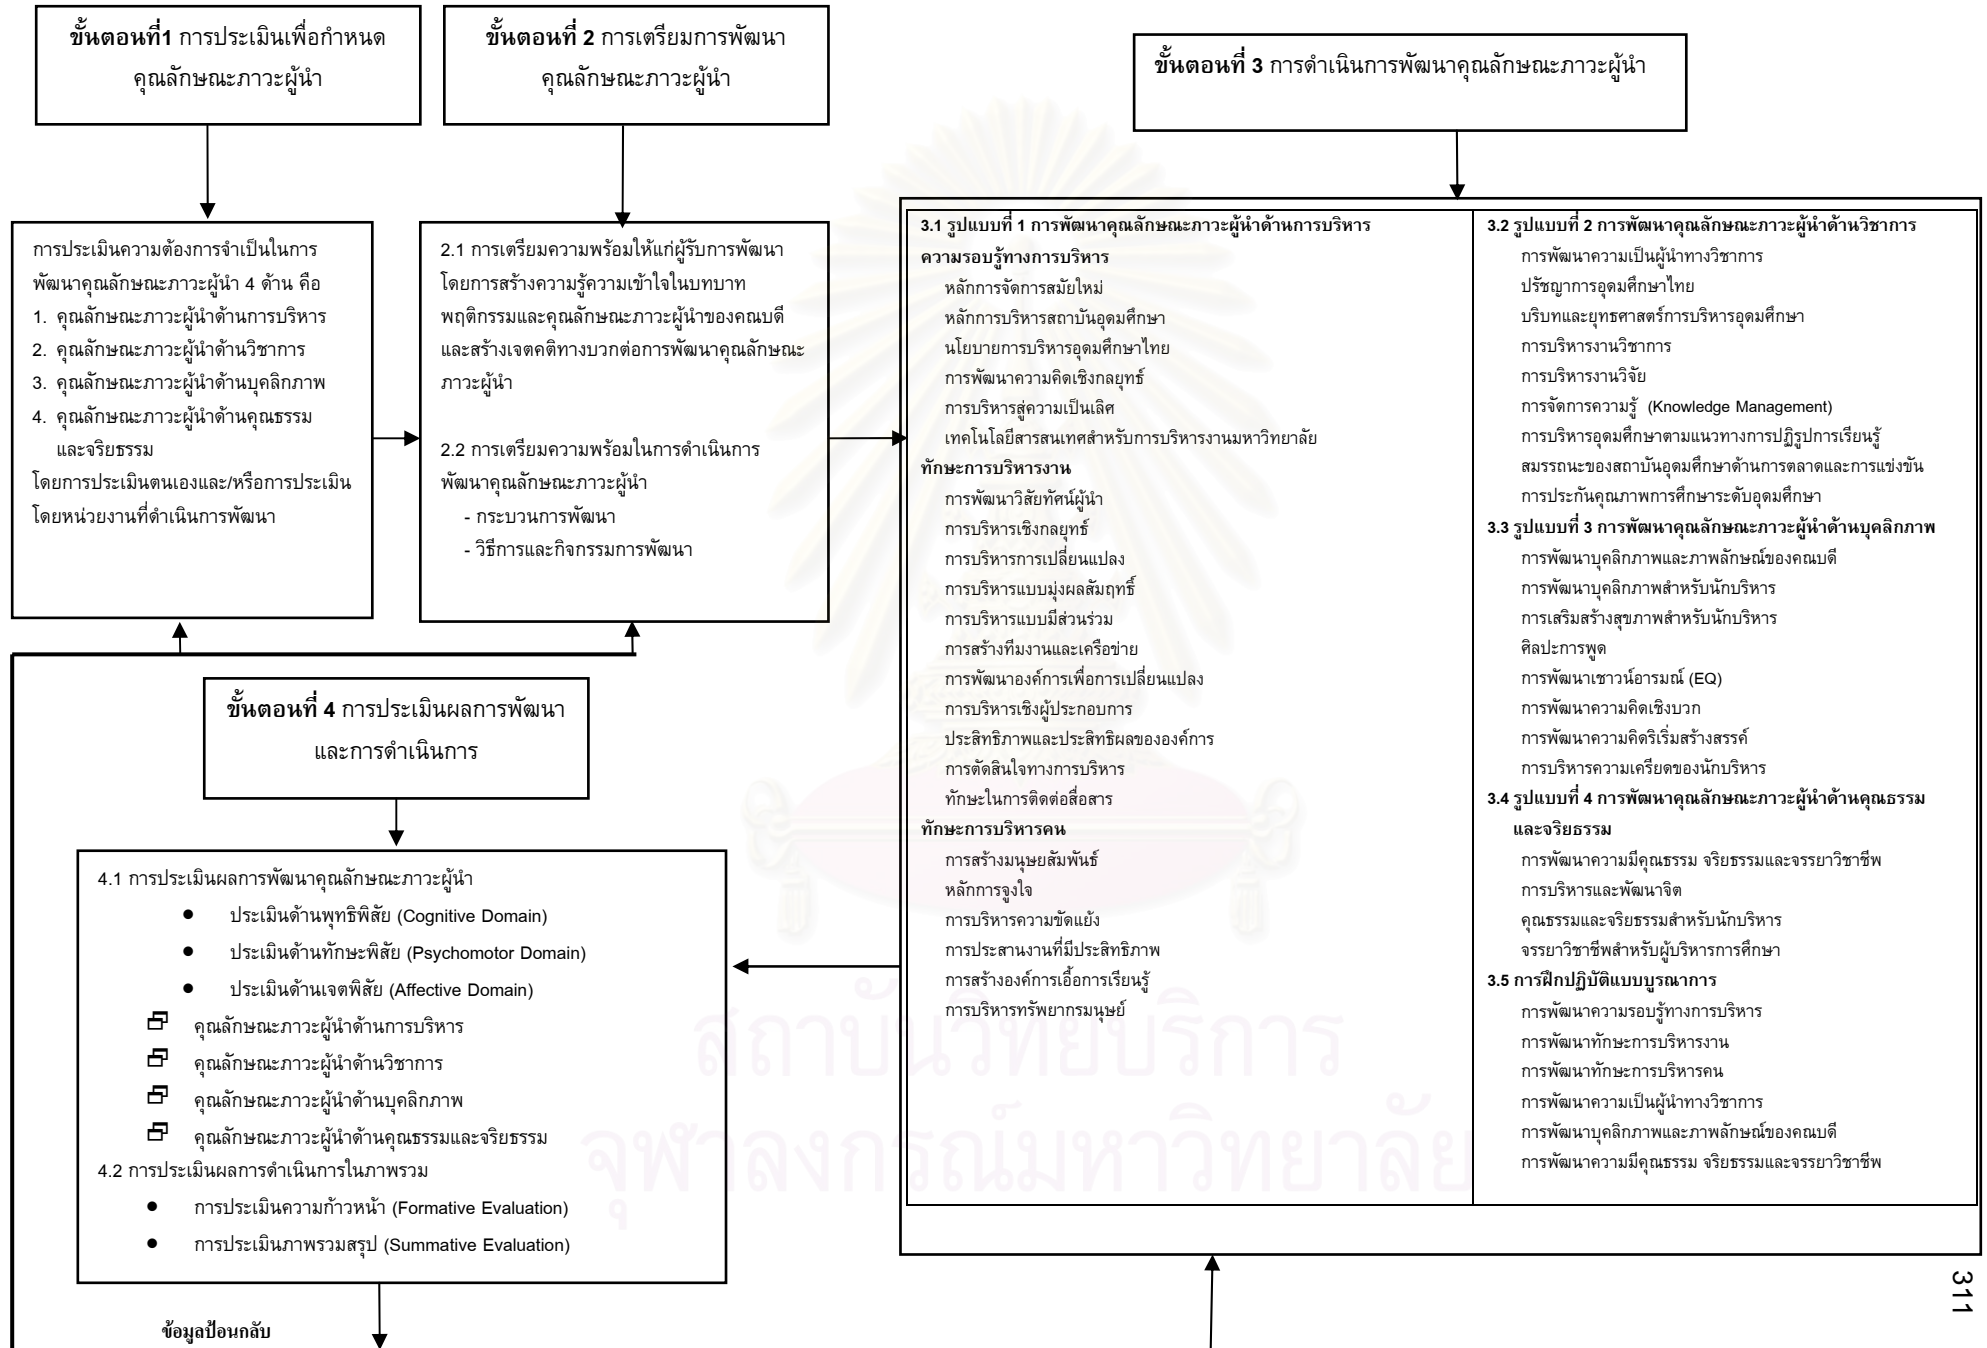 ขั้นตอนที่1 การประเมินเพื่อกำหนด
คุณลักษณะภาวะผู้นำ
ขั้นตอนที่ 2 การเตรียมการพัฒนา
คุณลักษณะภาวะผู้นำ
ขั้นตอนที่ 3 การดำเนินการพัฒนาคุณลักษณะภาวะผู้นำ
การประเมินความต้องการจำเป็นในการ
พัฒนาคุณลักษณะภาวะผู้นำ 4 ด้าน คือ
1. คุณลักษณะภาวะผู้นำด้านการบริหาร
2. คุณลักษณะภาวะผู้นำด้านวิชาการ
3. คุณลักษณะภาวะผู้นำด้านบุคลิกภาพ
4. คุณลักษณะภาวะผู้นำด้านคุณธรรม
และจริยธรรม
โดยการประเมินตนเองและ/หรือการประเมิน
โดยหน่วยงานที่ดำเนินการพัฒนา
2.1 การเตรียมความพร้อมให้แก่ผู้รับการพัฒนา
โดยการสร้างความรู้ความเข้าใจในบทบาท
พฤติกรรมและคุณลักษณะภาวะผู้นำของคณบดี
และสร้างเจตคติทางบวกต่อการพัฒนาคุณลักษณะ
ภาวะผู้นำ
2.2 การเตรียมความพร้อมในการดำเนินการ
พัฒนาคุณลักษณะภาวะผู้นำ
- กระบวนการพัฒนา
- วิธีการและกิจกรรมการพัฒนา
3.1 รูปแบบที่ 1 การพัฒนาคุณลักษณะภาวะผู้นำด้านการบริหาร
ความรอบรู้ทางการบริหาร
หลักการจัดการสมัยใหม่
หลักการบริหารสถาบันอุดมศึกษา
นโยบายการบริหารอุดมศึกษาไทย
การพัฒนาความคิดเชิงกลยุทธ์
การบริหารสู่ความเป็นเลิศ
เทคโนโลยีสารสนเทศสำหรับการบริหารงานมหาวิทยาลัย
ทักษะการบริหารงาน
การพัฒนาวิสัยทัศน์ผู้นำ
การบริหารเชิงกลยุทธ์
การบริหารการเปลี่ยนแปลง
การบริหารแบบมุ่งผลสัมฤทธิ์
การบริหารแบบมีส่วนร่วม
การสร้างทีมงานและเครือข่าย
การพัฒนาองค์การเพื่อการเปลี่ยนแปลง
การบริหารเชิงผู้ประกอบการ
ประสิทธิภาพและประสิทธิผลขององค์การ
การตัดสินใจทางการบริหาร
ทักษะในการติดต่อสื่อสาร
ทักษะการบริหารคน
การสร้างมนุษยสัมพันธ์
หลักการจูงใจ
การบริหารความขัดแย้ง
การประสานงานที่มีประสิทธิภาพ
การสร้างองค์การเอื้อการเรียนรู้
การบริหารทรัพยากรมนุษย์
3.2 รูปแบบที่ 2 การพัฒนาคุณลักษณะภาวะผู้นำด้านวิชาการ
การพัฒนาความเป็นผู้นำทางวิชาการ
ปรัชญาการอุดมศึกษาไทย
บริบทและยุทธศาสตร์การบริหารอุดมศึกษา
การบริหารงานวิชาการ
การบริหารงานวิจัย
การจัดการความรู้ (Knowledge Management)
การบริหารอุดมศึกษาตามแนวทางการปฏิรูปการเรียนรู้
สมรรถนะของสถาบันอุดมศึกษาด้านการตลาดและการแข่งขัน
การประกันคุณภาพการศึกษาระดับอุดมศึกษา
3.3 รูปแบบที่ 3 การพัฒนาคุณลักษณะภาวะผู้นำด้านบุคลิกภาพ
การพัฒนาบุคลิกภาพและภาพลักษณ์ของคณบดี
การพัฒนาบุคลิกภาพสำหรับนักบริหาร
การเสริมสร้างสุขภาพสำหรับนักบริหาร
ศิลปะการพูด
การพัฒนาเชาวน์อารมณ์ (EQ)
การพัฒนาความคิดเชิงบวก
การพัฒนาความคิดริเริ่มสร้างสรรค์
การบริหารความเครียดของนักบริหาร
3.4 รูปแบบที่ 4 การพัฒนาคุณลักษณะภาวะผู้นำด้านคุณธรรม
และจริยธรรม
การพัฒนาความมีคุณธรรม จริยธรรมและจรรยาวิชาชีพ
การบริหารและพัฒนาจิต
คุณธรรมและจริยธรรมสำหรับนักบริหาร
จรรยาวิชาชีพสำหรับผู้บริหารการศึกษา
3.5 การฝึกปฏิบัติแบบบูรณาการ
การพัฒนาความรอบรู้ทางการบริหาร
การพัฒนาทักษะการบริหารงาน
การพัฒนาทักษะการบริหารคน
การพัฒนาความเป็นผู้นำทางวิชาการ
การพัฒนาบุคลิกภาพและภาพลักษณ์ของคณบดี
การพัฒนาความมีคุณธรรม จริยธรรมและจรรยาวิชาชีพ
ขั้นตอนที่ 4 การประเมินผลการพัฒนา
และการดำเนินการ
4.1 การประเมินผลการพัฒนาคุณลักษณะภาวะผู้นำ
● ประเมินด้านพุทธิพิสัย (Cognitive Domain)
● ประเมินด้านทักษะพิสัย (Psychomotor Domain)
● ประเมินด้านเจตพิสัย (Affective Domain)
คุณลักษณะภาวะผู้นำด้านการบริหาร
คุณลักษณะภาวะผู้นำด้านวิชาการ
คุณลักษณะภาวะผู้นำด้านบุคลิกภาพ
คุณลักษณะภาวะผู้นำด้านคุณธรรมและจริยธรรม
4.2 การประเมินผลการดำเนินการในภาพรวม
● การประเมินความก้าวหน้า (Formative Evaluation)
● การประเมินภาพรวมสรุป (Summative Evaluation)
ข้อมูลป้อนกลับ
สถาบันวิทยบริการ
จุฬาลงกรณ์มหาวิทยาลัย
311